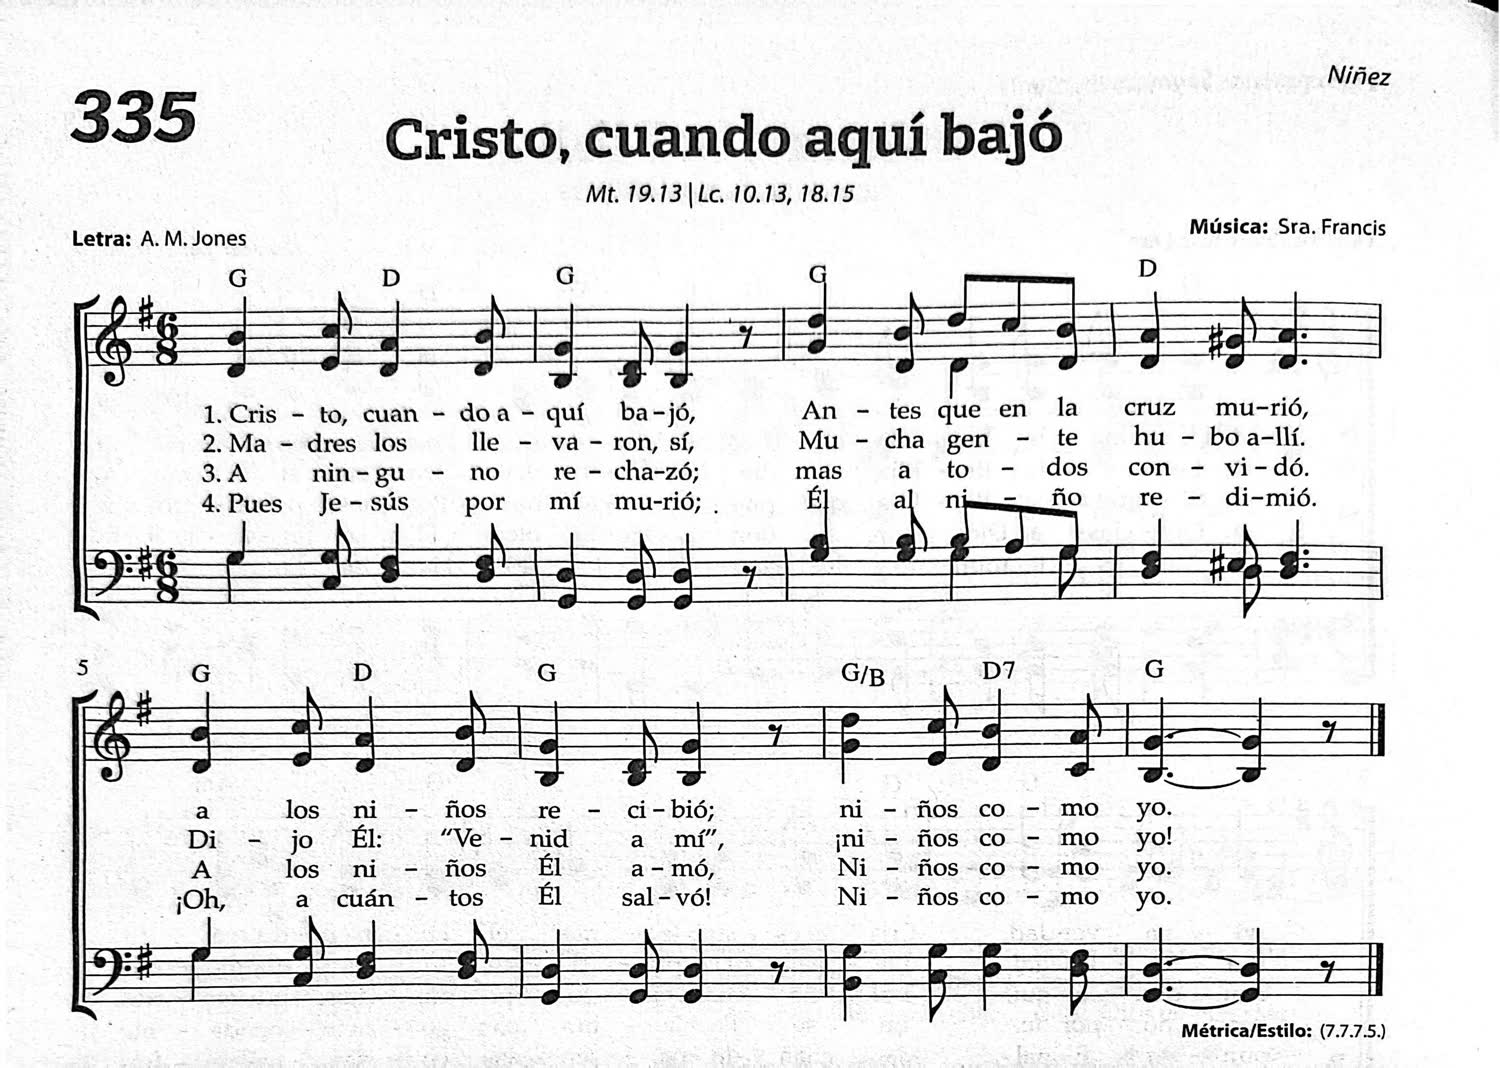 Niñez
335
Cristo, cuando aquí bajó
Mt. 19.13 | Lc. 10.13, 18.15
Letra: A. M. Jones
Música: Sra. Francis
G D G G D
1. Cris – to, cuan – do a – quí ba – jó, An – tes que en la cruz mu – rió,
2. Ma – dres los lle – va – ron, sí, Mu – cha gen – te hu – bo a – llí.
3. A nin – gu – no re – cha – zó; mas a to – dos con – vi – dó.
4. Pues Je – sús por mí mu – rió; Él al ni – ño re – di – mió.
5
G D G G/B D7 G
a los ni – ños re – ci – bió; ni – ños co – mo yo.
Di – jo Él: “Ve – nid a mí”, ¡ni – ños co – mo yo!
A los ni – ños Él a – mó, Ni – ños co – mo yo.
¡Oh, a cuán – tos Él sal – vó! Ni – ños co – mo yo.
Métrica/Estilo: (7.7.7.5.)